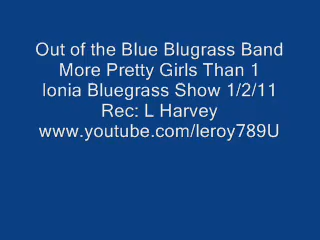 Out of the Blue Blugrass Band
More Pretty Girls Than 1
Ionia Bluegrass Show 1/2/11
Rec: L Harvey
www.youtube.com/leroy789U